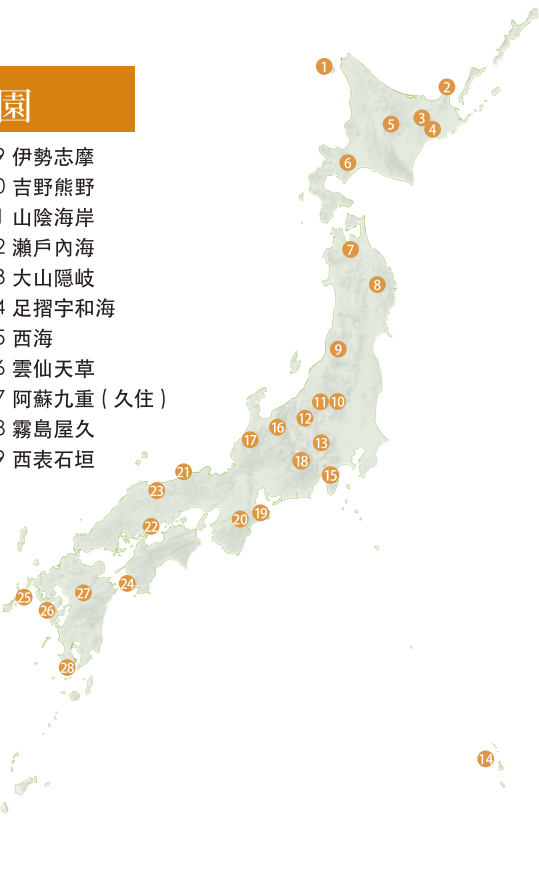 園
9 伊勢志摩
0 吉野熊野
1 山陰海岸
2 瀨戶內海
3 大山隠岐
4 足摺宇和海
5 西海
6 雲仙天草
7 阿蘇九重 ( 久住 )
8 霧島屋久
9 西表石垣
1
2
3
4
5
6
7
8
9
11 10
12
16
17
13
18
15
21
23
19
20
22
24
27
25
26
28
14